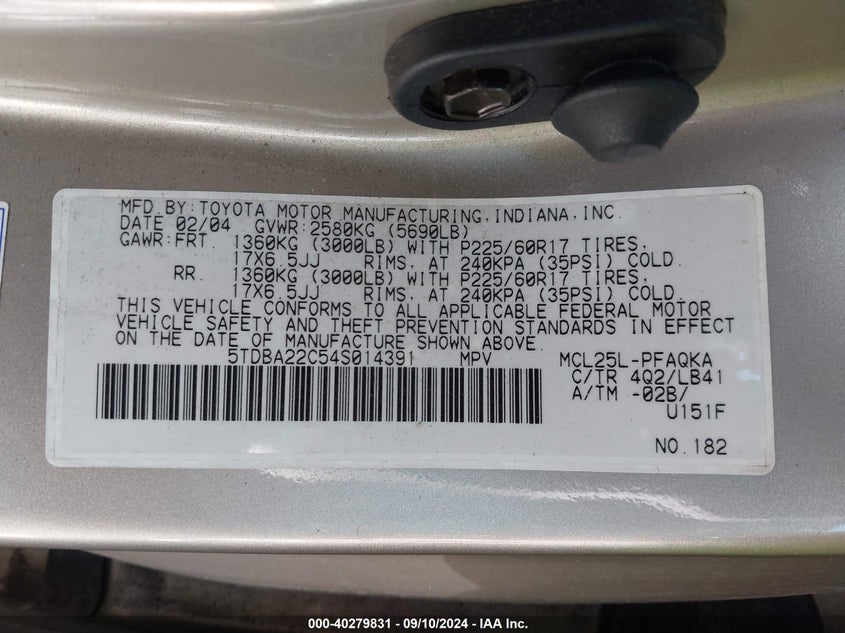 MFD.BY:TOYOTA MOTOR MANUFACTURING,INDIANA,INC.
DATE 02/04 GVWR:2580KG (5690LB)
GAWR:FRT. 1360KG (3000LB) WITH P225/60R17 TIRES,
17X6.5JJ RIMS, AT 240KPA (35PSI) COLD.
RR. 1360KG (3000LB) WITH P225/60R17 TIRES,
17X6.5JJ RIMS, AT 240KPA (35PSI) COLD.
THIS VEHICLE CONFORMS TO ALL APPLICABLE FEDERAL MOTOR
VEHICLE SAFETY AND THEFT PREVENTION STANDARDS IN EFFECT
ON THE DATE OF MANUFACTURE SHOWN ABOVE.
5TDBA22C54S014391 MPV MCL25L-PFAQKA
C/TR 4Q2/LB41
A/TM -02B/
U151F
NO.182
000-40279831 - 09/10/2024 - IAA Inc.